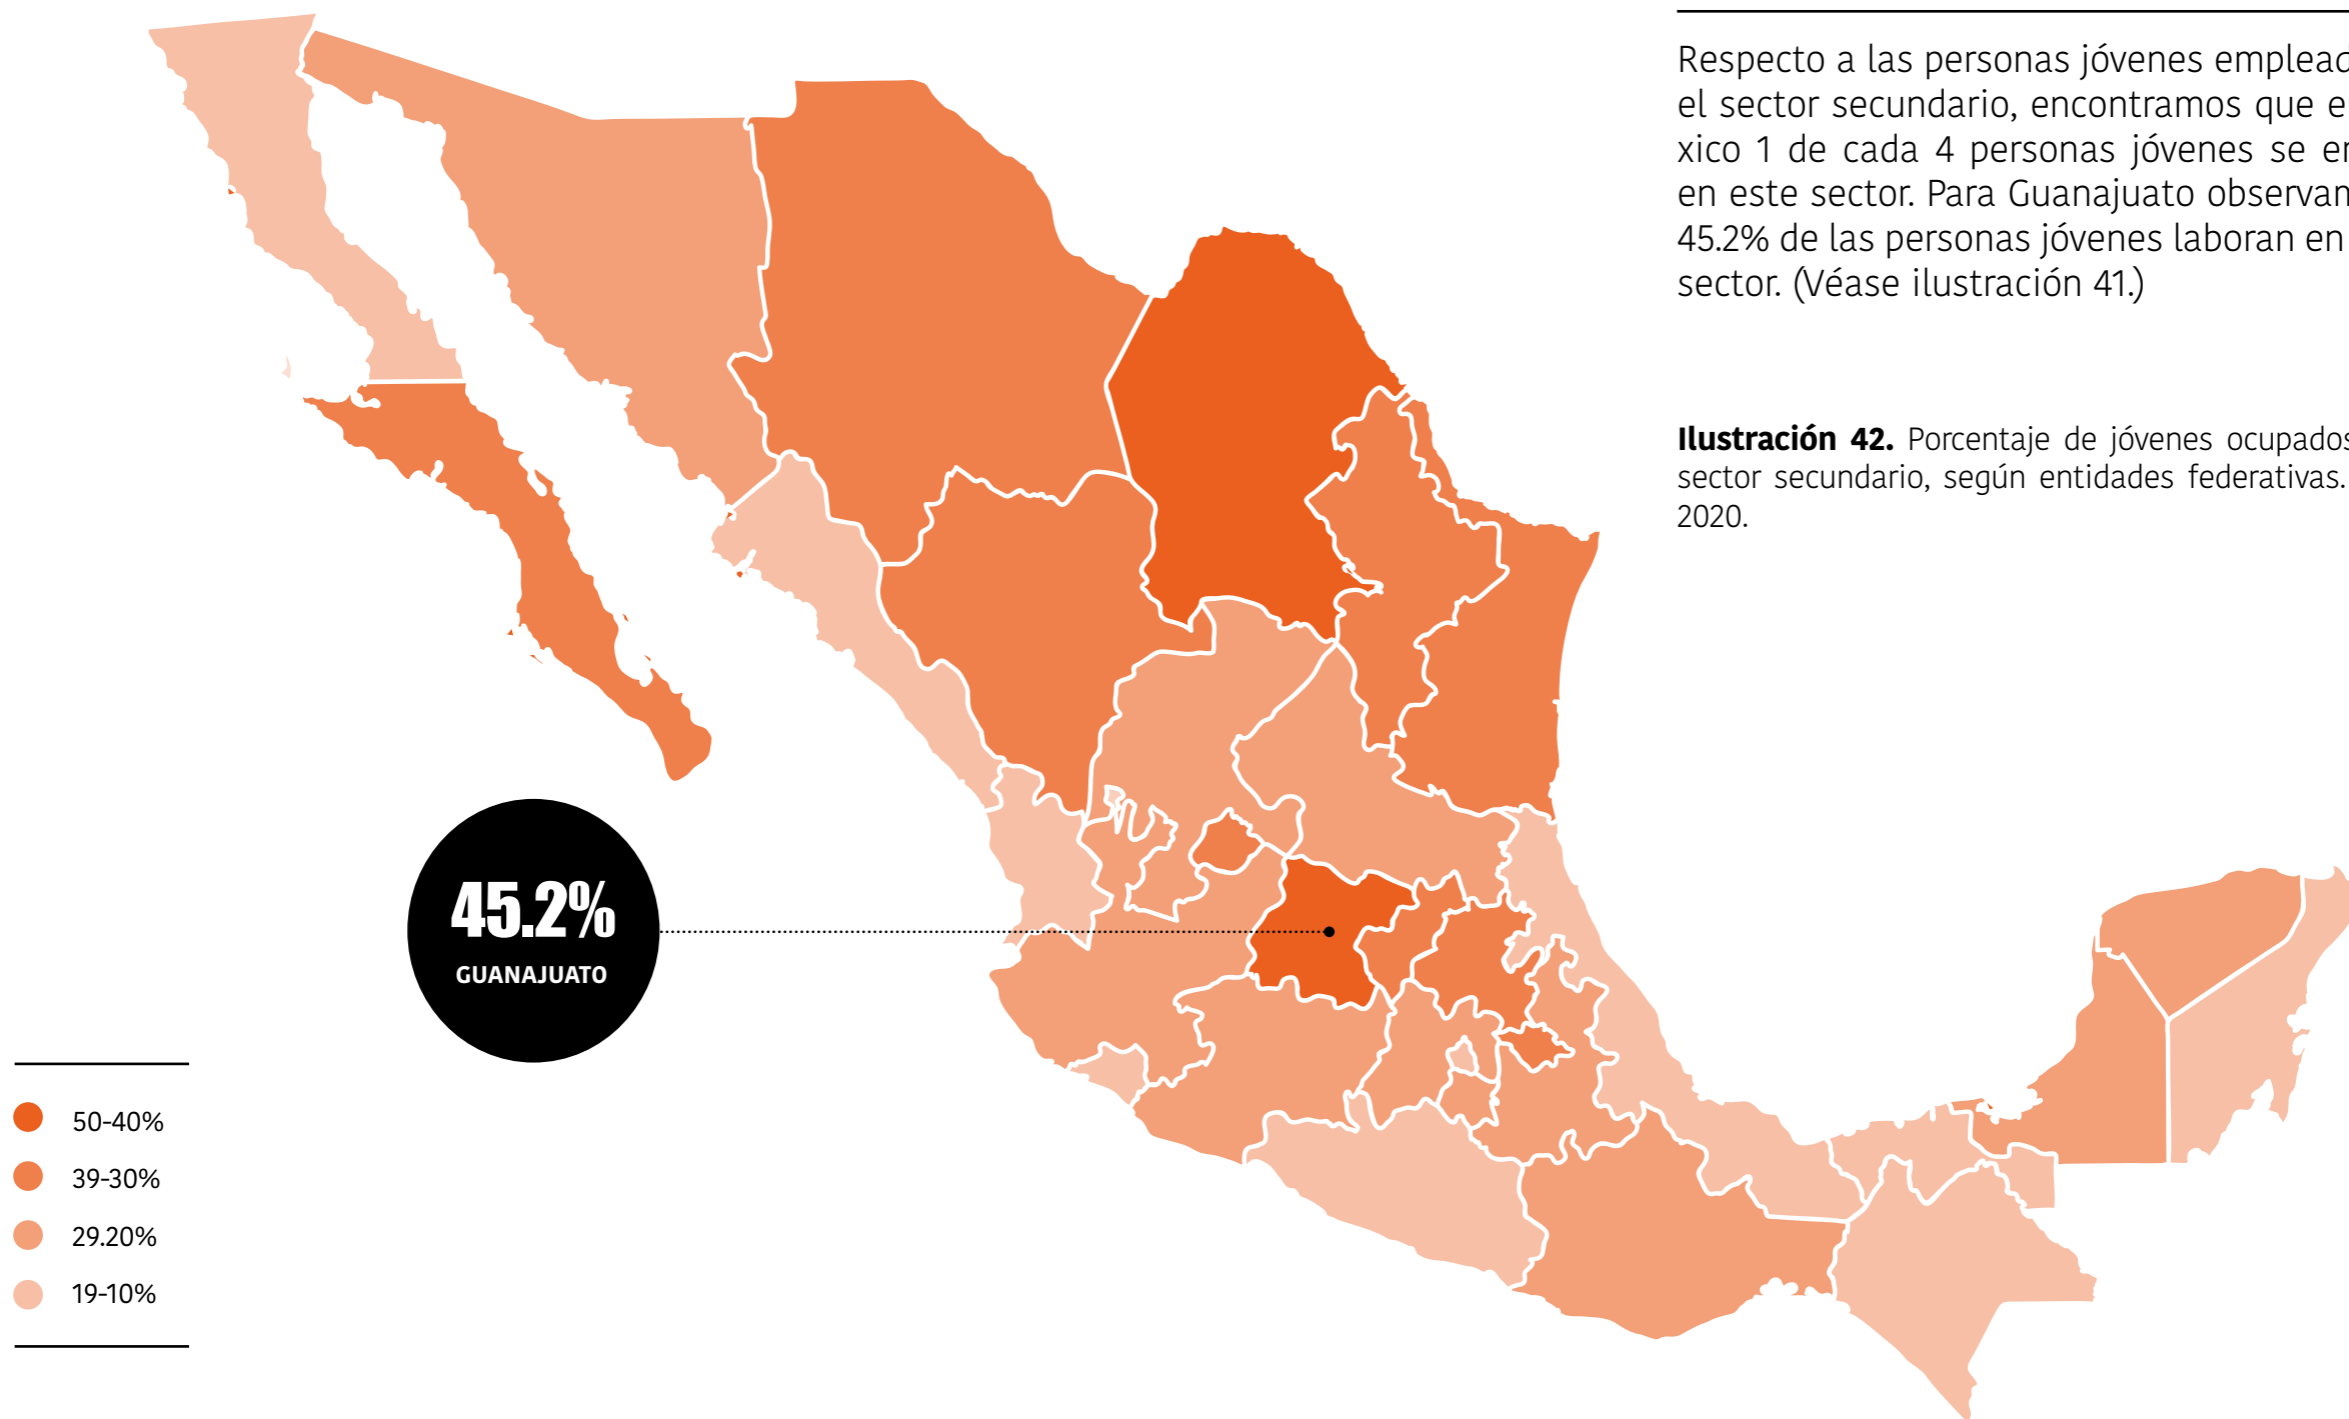 Respecto a las personas jóvenes emplead
el sector secundario, encontramos que e
xico 1 de cada 4 personas jóvenes se en
en este sector. Para Guanajuato observan
45.2% de las personas jóvenes laboran en
sector. (Véase ilustración 41.)
Ilustración 42. Porcentaje de jóvenes ocupados
sector secundario, según entidades federativas.
2020.
45.2%
GUANAJUATO
50-40%
39-30%
29.20%
19-10%